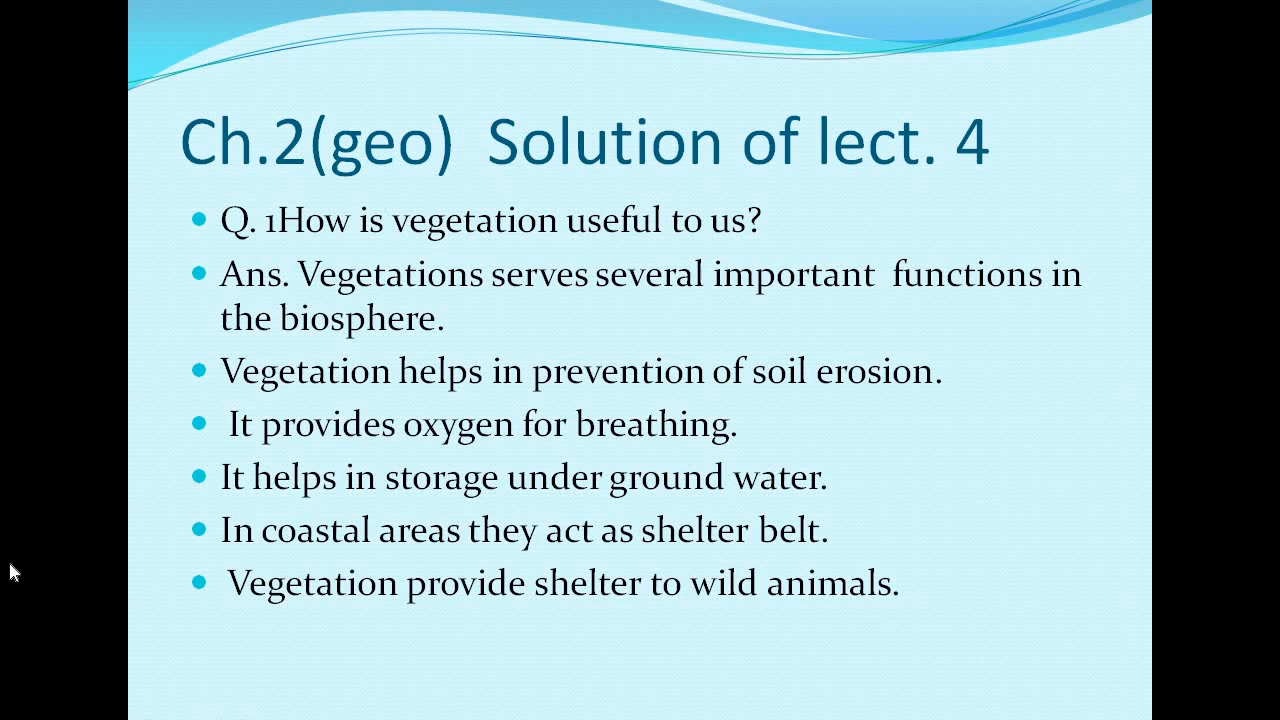 Ch.2(geo)  Solution of lect. 4
Q. 1How is vegetation useful to us?
Ans. Vegetations serves several important  functions in
the biosphere.
Vegetation helps in prevention of soil erosion.
It provides oxygen for breathing.
It helps in storage under ground water.
In coastal areas they act as shelter belt.
Vegetation provide shelter to wild animals.